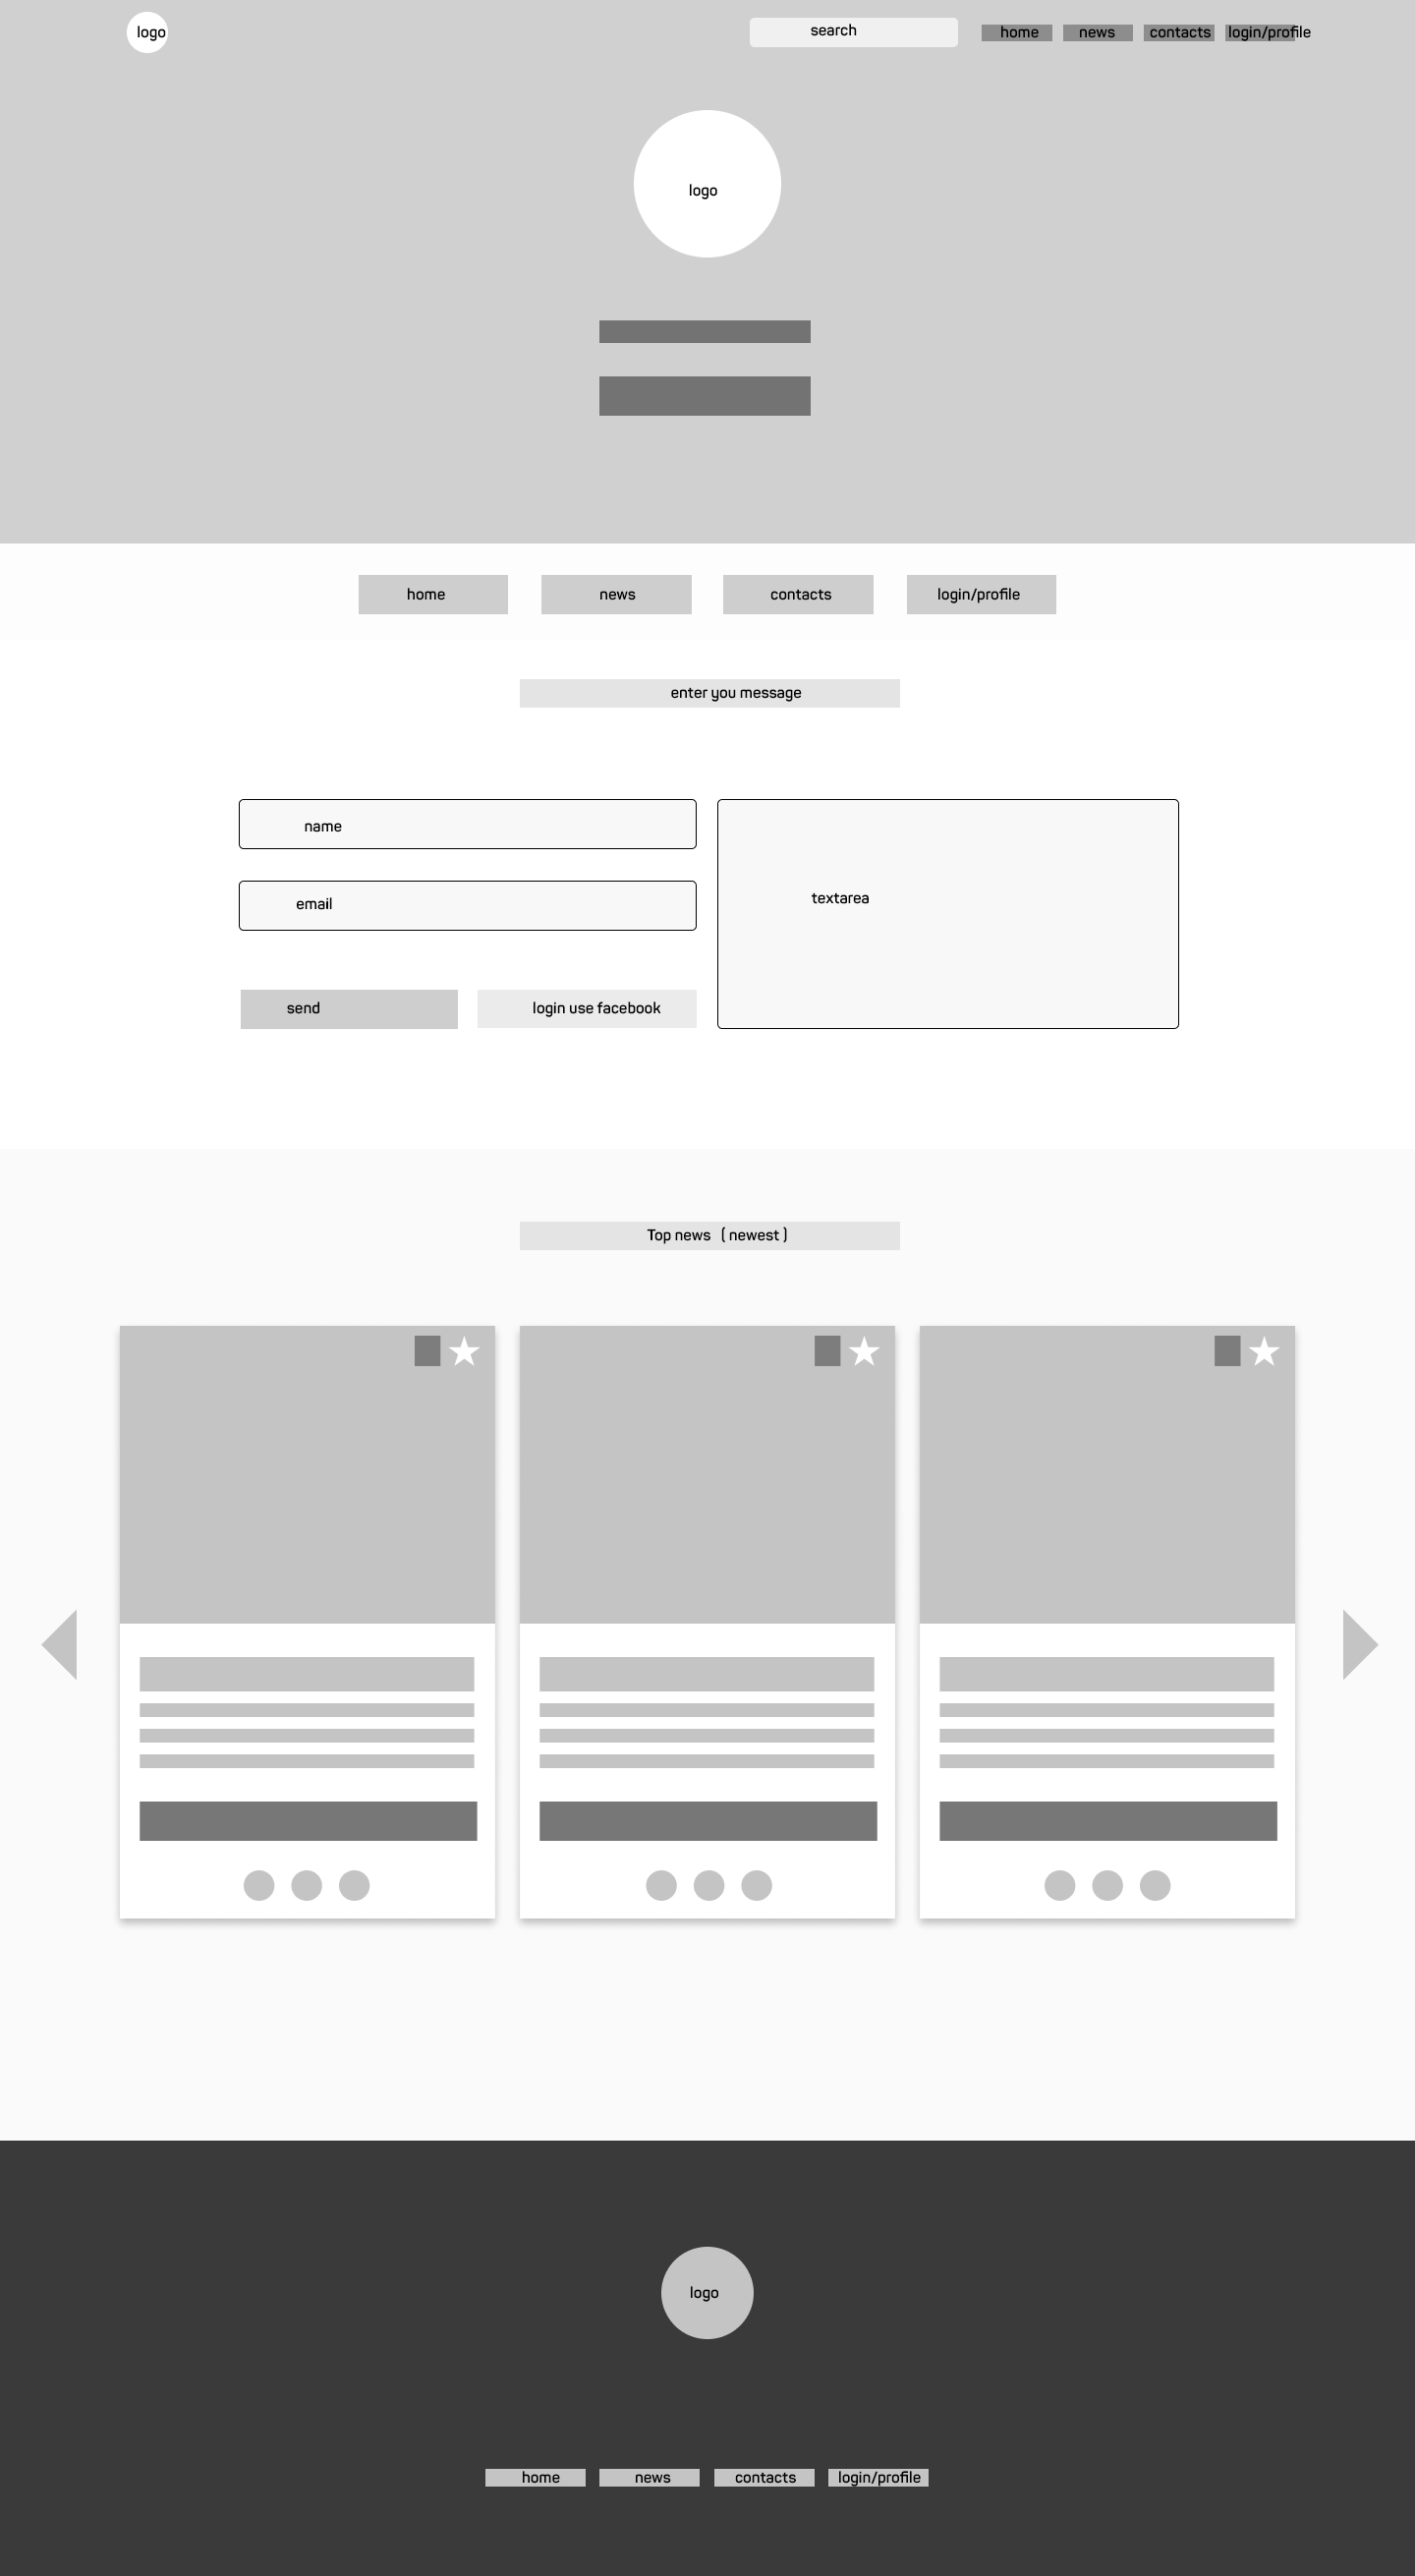 logo
search
home
news
contacts
login/profile
logo
home
news
contacts
login/profile
enter you message
name
email
textarea
send
login use facebook
Top news ( newest )
logo
home
news
contacts
login/profile